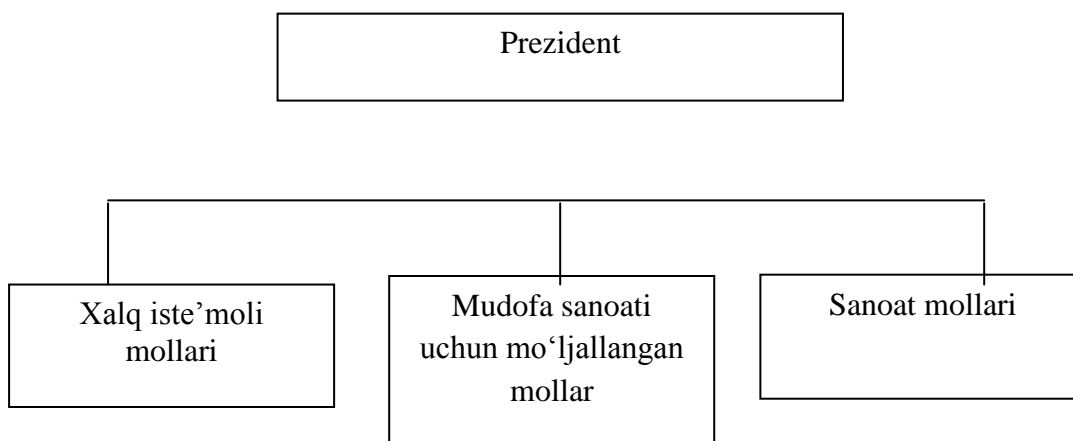 Prezident
Xalq iste’moli
mollari
Mudofa sanoati
uchun mo‘ljallangan
mollar
Sanoat mollari